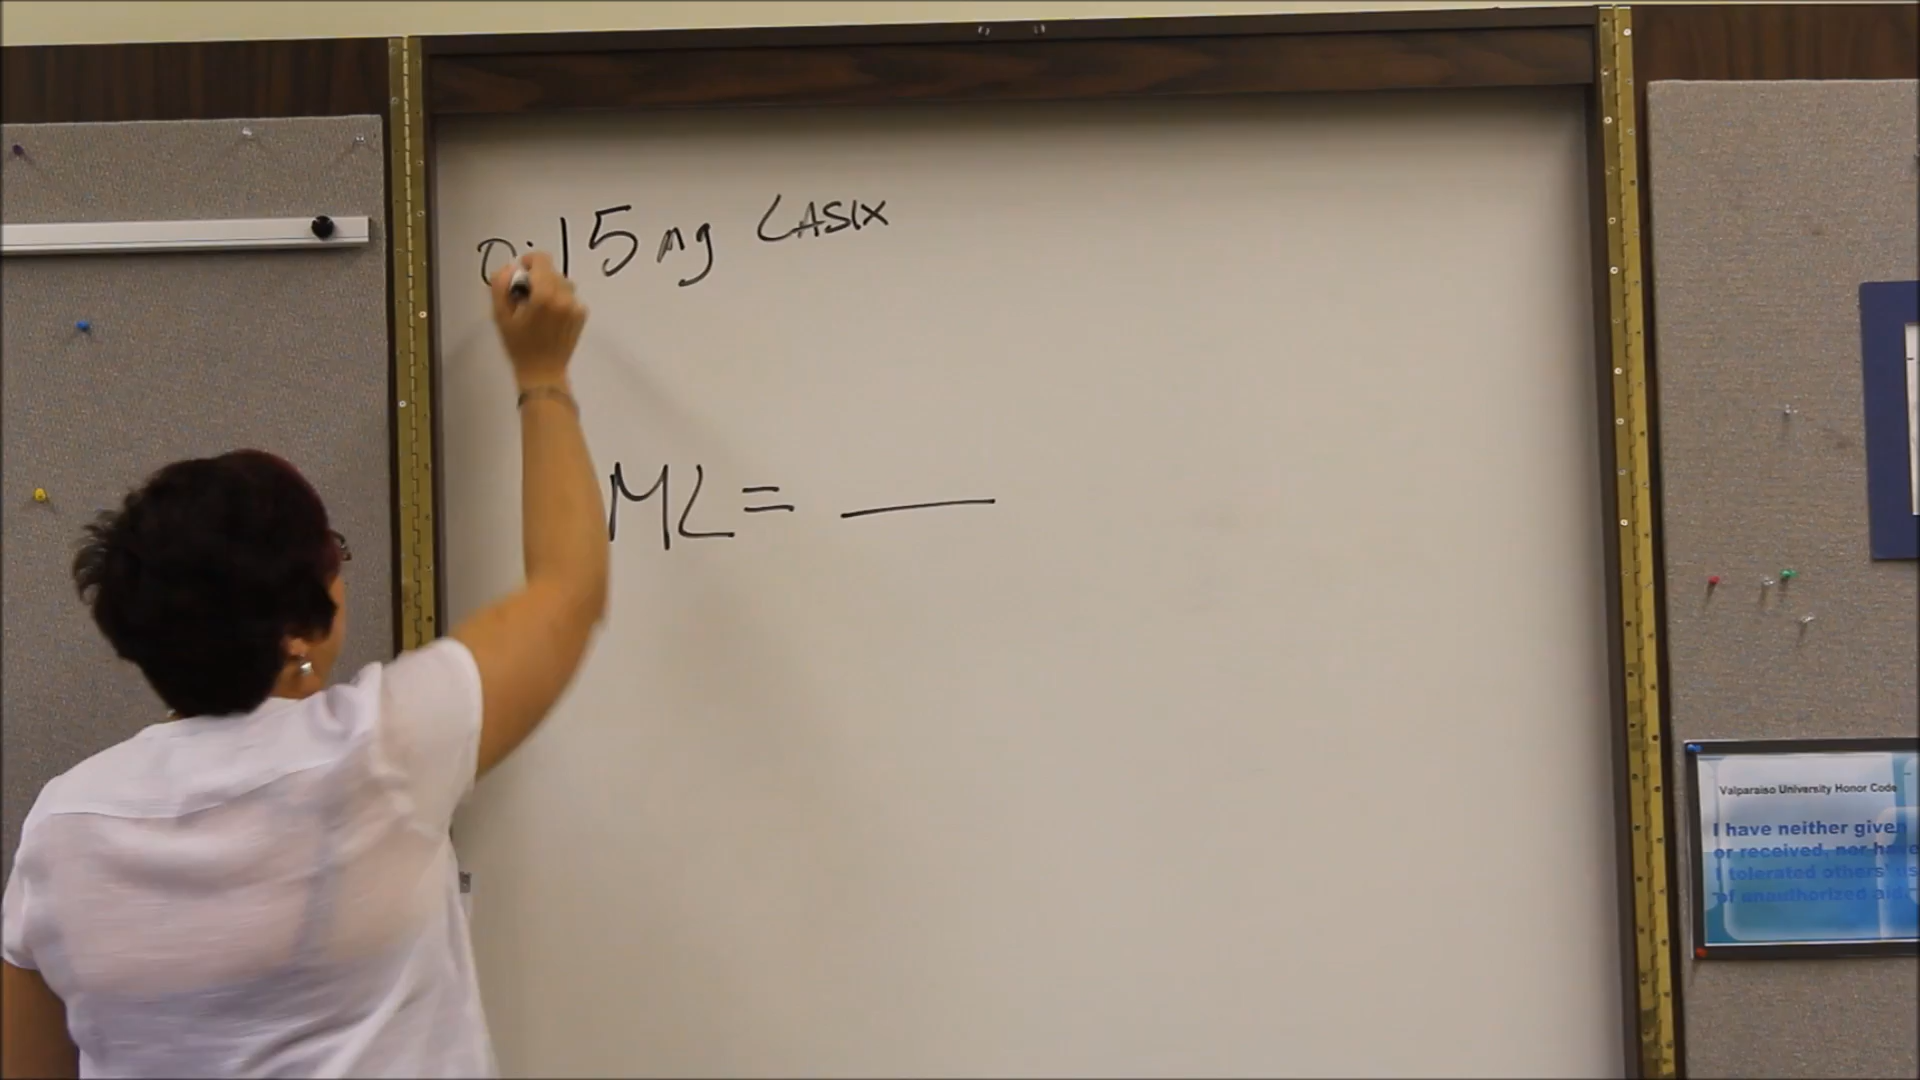 0.15 mg LASIX
ML = ___
Valparaiso University Honor Code
I have neither given
or received, nor have
I tolerated others'
of unauthorized aid.